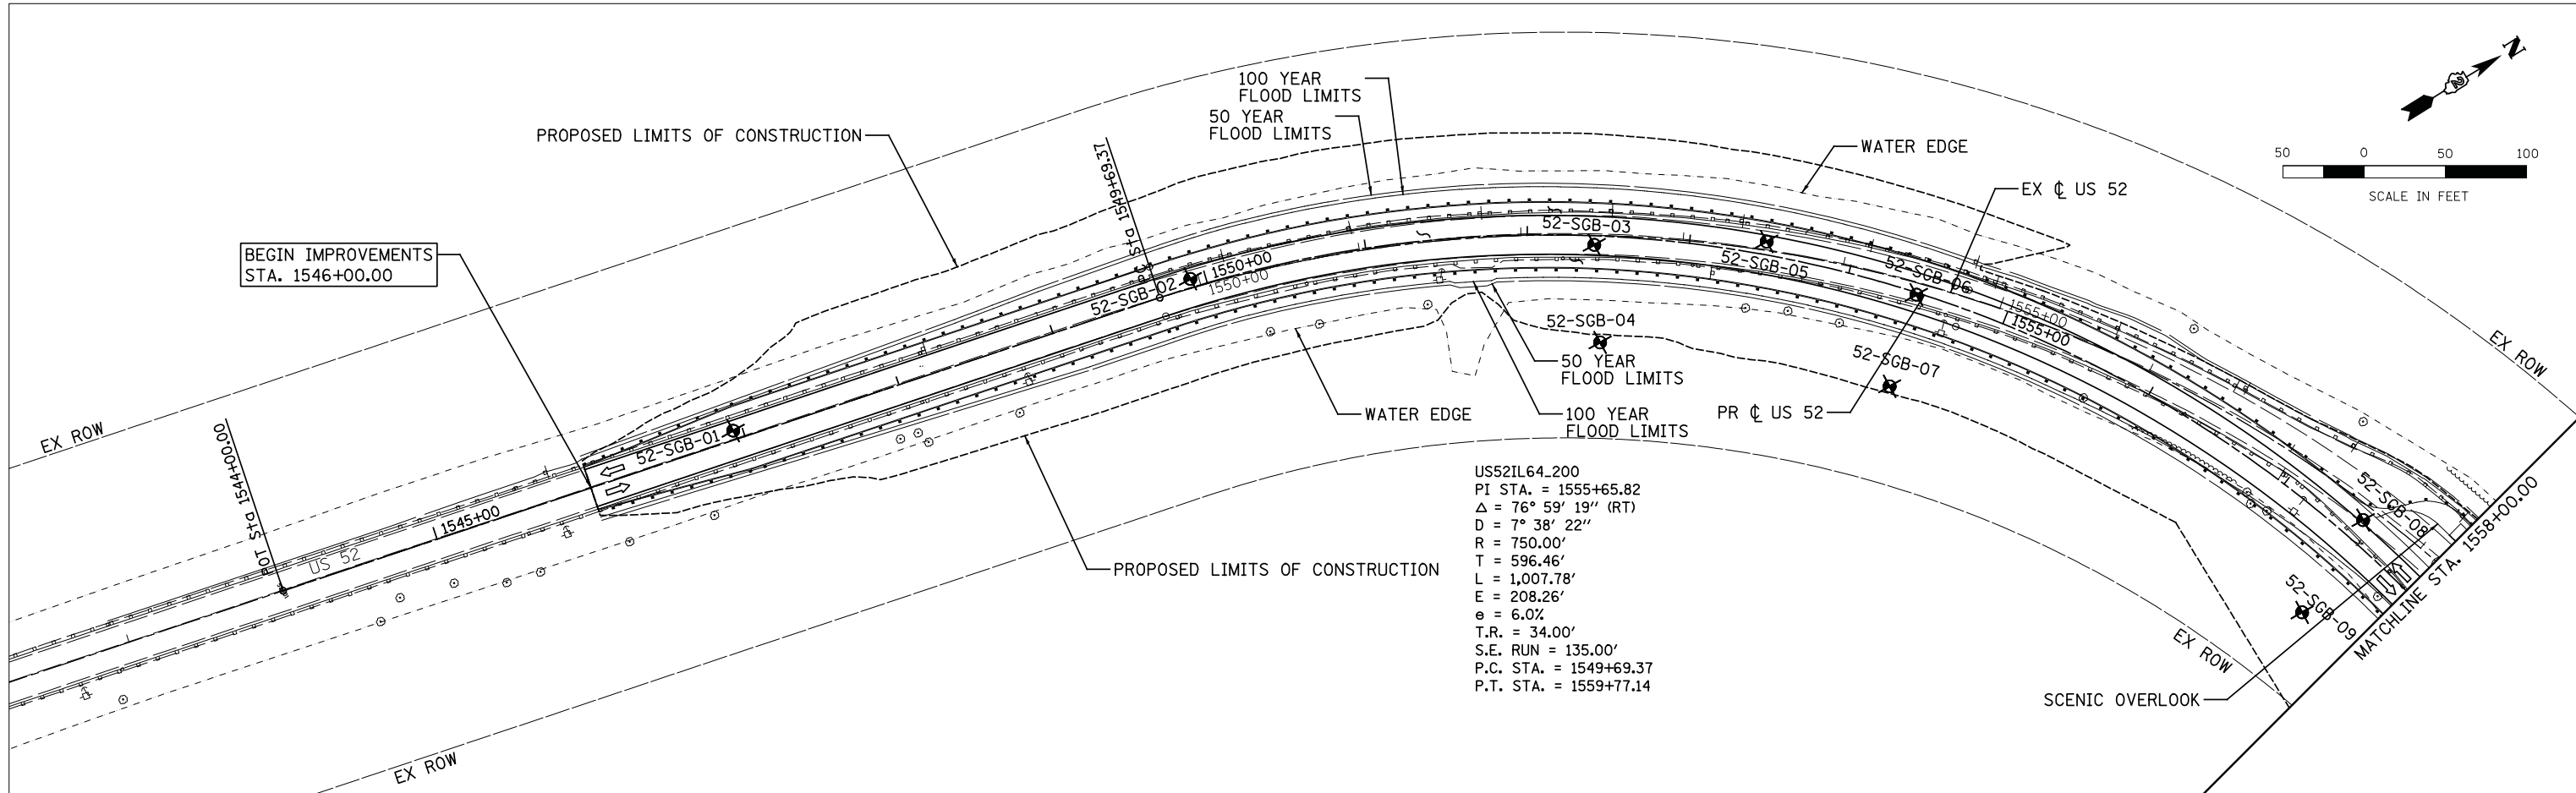 100 YEAR
FLOOD LIMITS
50 YEAR
FLOOD LIMITS
PROPOSED LIMITS OF CONSTRUCTION
WATER EDGE
EX ℄ US 52
N
50 0 50 100
SCALE IN FEET
PC Sta 1549+69.37
BEGIN IMPROVEMENTS
STA. 1546+00.00
52-SGB-01
52-SGB-02
1550+00
1550+00
52-SGB-03
52-SGB-04
52-SGB-05
52-SGB-06
52-SGB-07
1555+00
1555+00
EX ROW
EX ROW
POT Sta 1544+00.00
1545+00
US 52
50 YEAR
FLOOD LIMITS
100 YEAR
FLOOD LIMITS
WATER EDGE
PR ℄ US 52
PROPOSED LIMITS OF CONSTRUCTION
US52IL64_200
PI STA. = 1555+65.82
Δ = 76° 59' 19'' (RT)
D = 7° 38' 22''
R = 750.00'
T = 596.46'
L = 1,007.78'
E = 208.26'
e = 6.0%
T.R. = 34.00'
S.E. RUN = 135.00'
P.C. STA. = 1549+69.37
P.T. STA. = 1559+77.14
52-SGB-08
52-SGB-09
MATCHLINE STA. 1558+00.00
EX ROW
SCENIC OVERLOOK
EX ROW